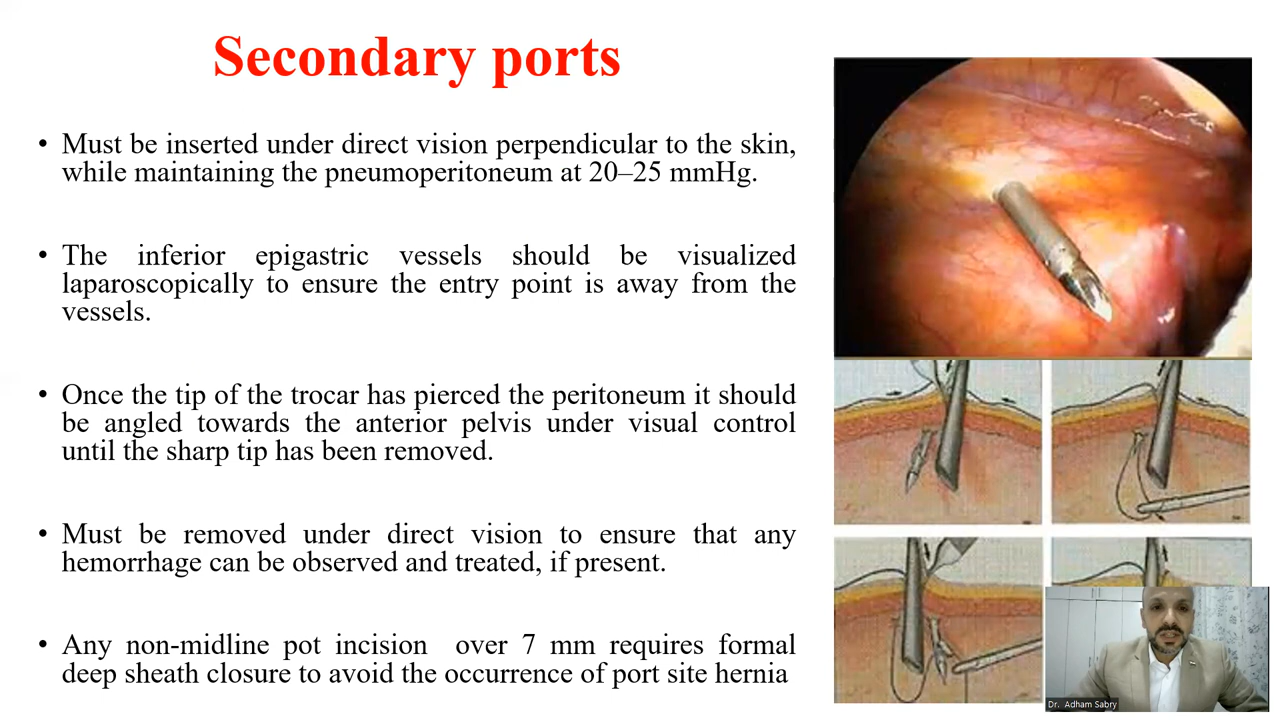 Secondary ports
• Must be inserted under direct vision perpendicular to the skin,
while maintaining the pneumoperitoneum at 20–25 mmHg.
• The inferior epigastric vessels should be visualized
laparoscopically to ensure the entry point is away from the
vessels.
• Once the tip of the trocar has pierced the peritoneum it should
be angled towards the anterior pelvis under visual control
until the sharp tip has been removed.
• Must be removed under direct vision to ensure that any
hemorrhage can be observed and treated, if present.
• Any non-midline pot incision over 7 mm requires formal
deep sheath closure to avoid the occurrence of port site hernia
Dr. Adham Sabry